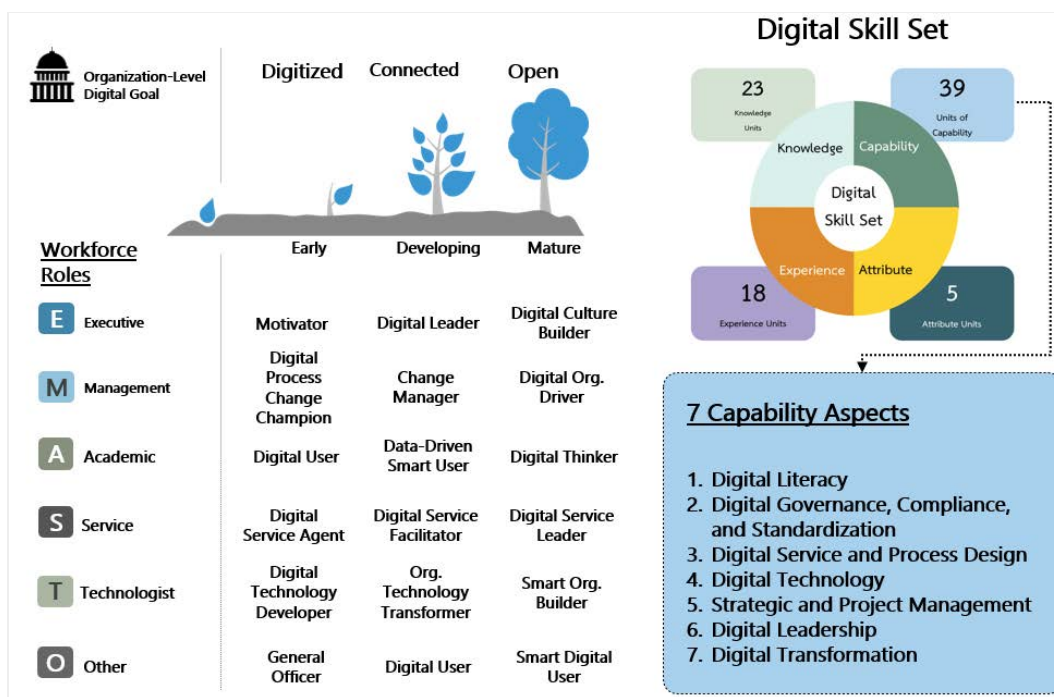 Organization-Level
Digital Goal
Digitized
Connected
Open
Early
Developing
Mature
Workforce
Roles
E
Executive
Motivator
Digital Leader
Digital Culture
Builder
M
Management
Digital
Process
Change
Champion
Change
Manager
Digital Org.
Driver
A
Academic
Digital User
Data-Driven
Smart User
Digital Thinker
S
Service
Digital
Service Agent
Digital Service
Facilitator
Digital Service
Leader
T
Technologist
Digital
Technology
Developer
Org.
Technology
Transformer
Smart Org.
Builder
O
Other
General
Officer
Digital User
Smart Digital
User
Digital Skill Set
23
Knowledge
Units
39
Units of
Capability
Knowledge
Capability
Digital
Skill Set
Experience
Attribute
18
Experience Units
5
Attribute Units
7 Capability Aspects
1. Digital Literacy
2. Digital Governance, Compliance,
and Standardization
3. Digital Service and Process Design
4. Digital Technology
5. Strategic and Project Management
6. Digital Leadership
7. Digital Transformation